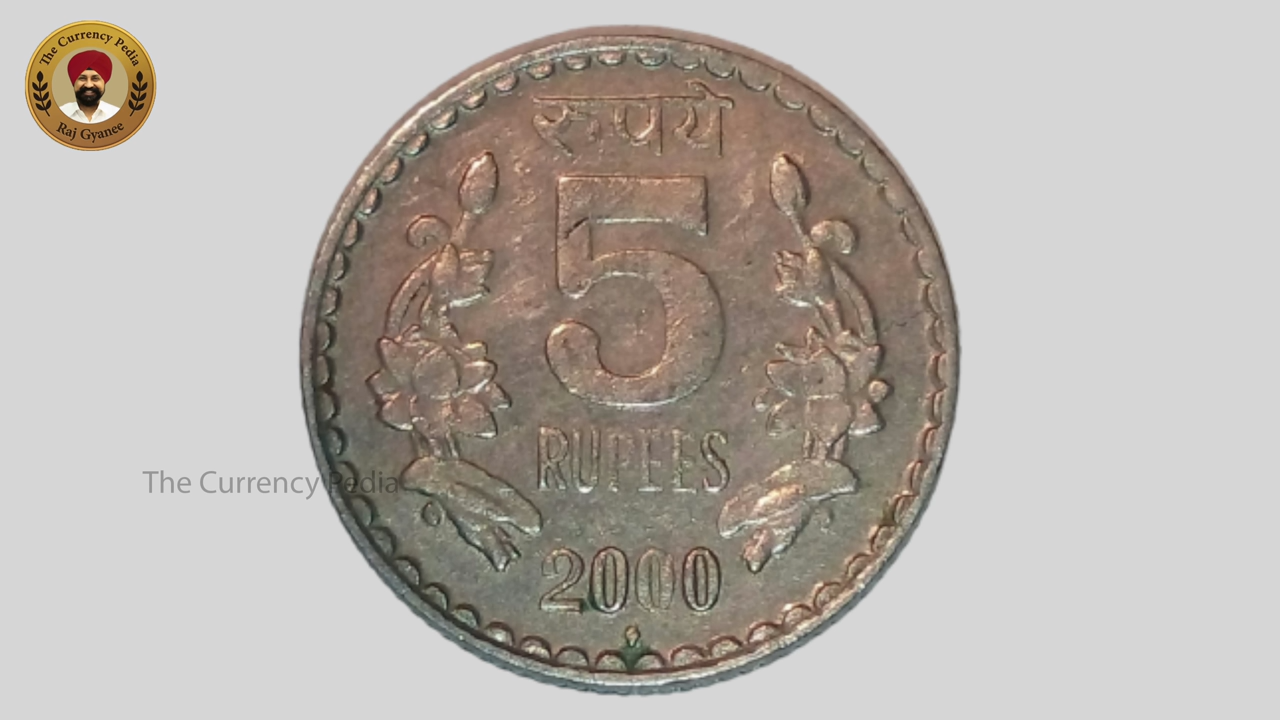 The Currency Pedia
Raj Gyanee
रुपये
5
RUPEES
The Currency Pedia
2000